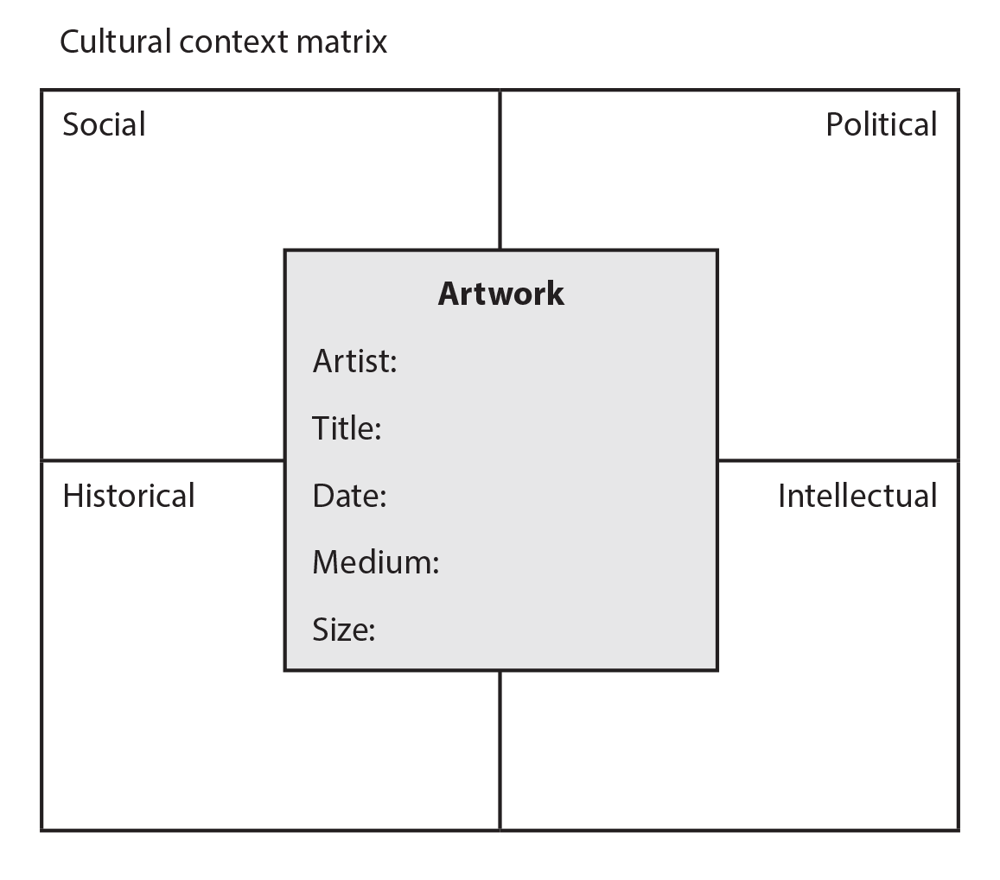 Cultural context matrix
Social
Political
Artwork
Artist:
Title:
Date:
Medium:
Size:
Historical
Intellectual